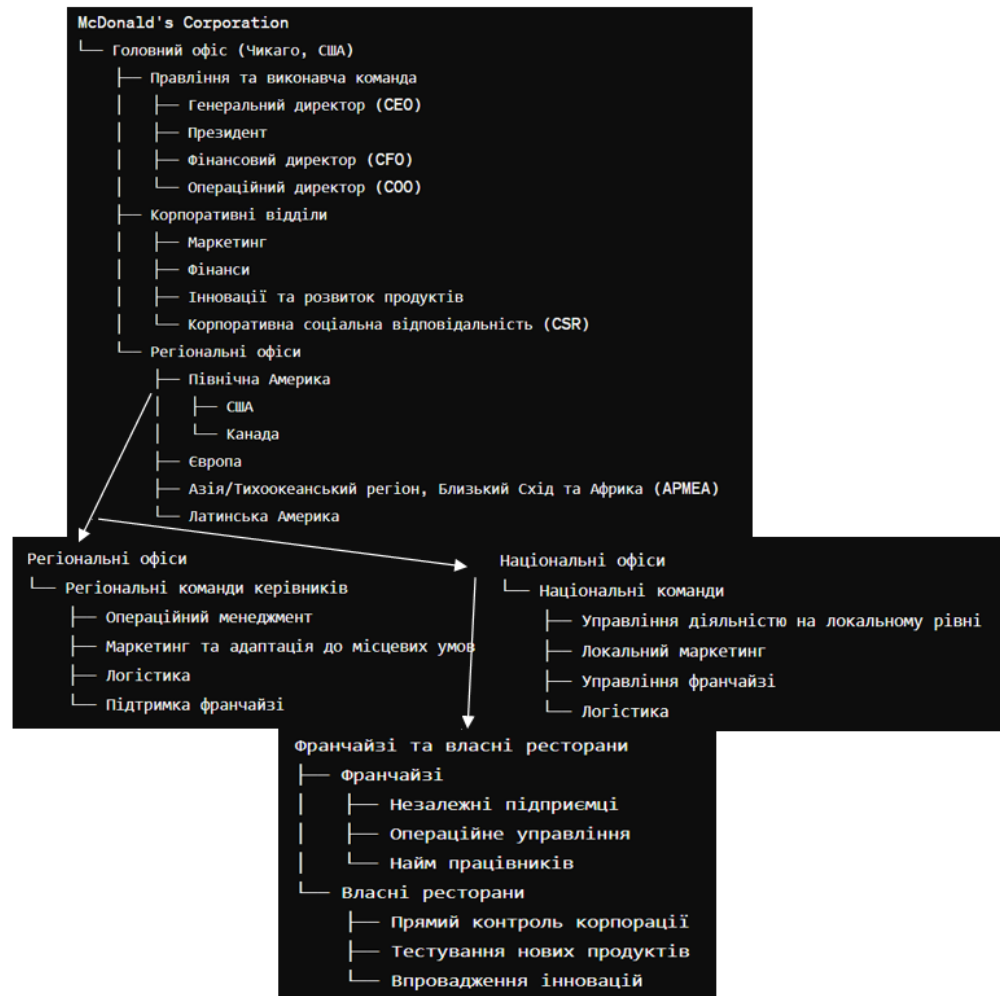 McDonald's Corporation
└── Головний офіс (Чикаго, США)
├── Правління та виконавча команда
│ ├── Генеральний директор (CEO)
│ ├── Президент
│ ├── Фінансовий директор (CFO)
│ └── Операційний директор (COO)
├── Корпоративні відділи
│ ├── Маркетинг
│ ├── Фінанси
│ ├── Інновації та розвиток продуктів
│ └── Корпоративна соціальна відповідальність (CSR)
└── Регіональні офіси
├── Північна Америка
│ ├── США
│ └── Канада
├── Європа
├── Азія/Тихоокеанський регіон, Близький Схід та Африка (APMEA)
└── Латинська Америка
Регіональні офіси
└── Регіональні команди керівників
├── Операційний менеджмент
├── Маркетинг та адаптація до місцевих умов
├── Логістика
└── Підтримка франчайзі
Національні офіси
└── Національні команди
├── Управління діяльністю на локальному рівні
├── Локальний маркетинг
├── Управління франчайзі
└── Логістика
Франчайзі та власні ресторани
├── Франчайзі
│ ├── Незалежні підприємці
│ ├── Операційне управління
│ └── Найм працівників
└── Власні ресторани
├── Прямий контроль корпорації
├── Тестування нових продуктів
└── Впровадження інновацій